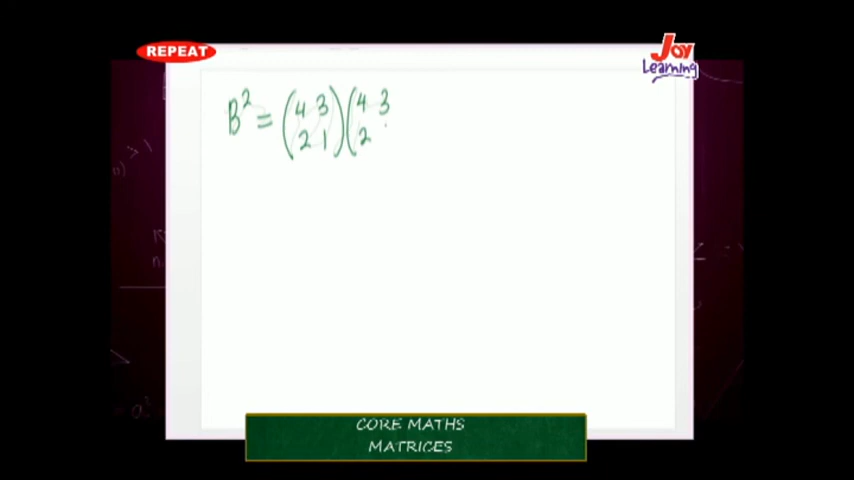 REPEAT
Joy
Learning
B² = (4 3) (4 3
(2 1) (2
CORE MATHS
MATRICES